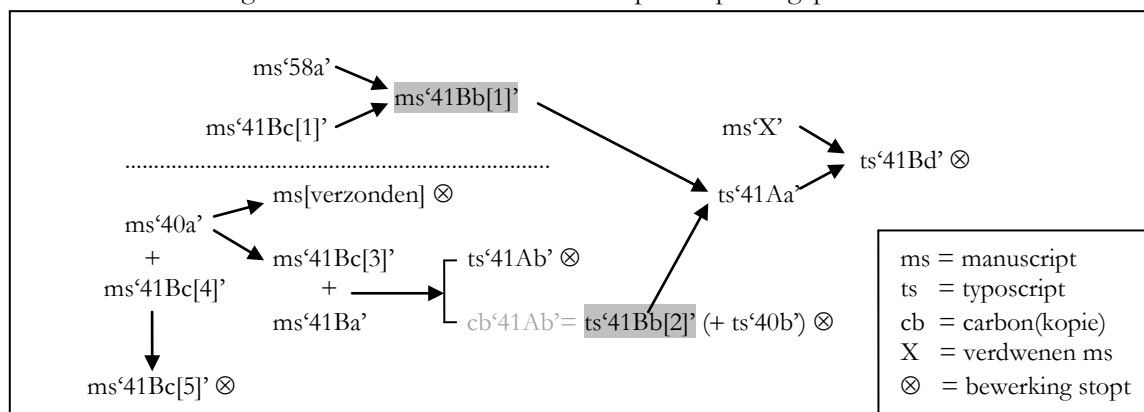 ms‘58a’
ms‘41Bb[1]’
ms‘41Bc[1]’
ms‘X’
ts‘41Bd’ ⊗
ms[verzonden] ⊗
ts‘41Aa’
ms‘40a’
+
ms‘41Bc[4]’
ms‘41Bc[3]’
+
ms‘41Ba’
ts‘41Ab’ ⊗
cb‘41Ab’= ts‘41Bb[2]’ (+ ts‘40b’) ⊗
ms‘41Bc[5]’ ⊗
ms = manuscript
ts = typoscript
cb = carbon(kopie)
X = verdwenen ms
⊗ = bewerking stopt